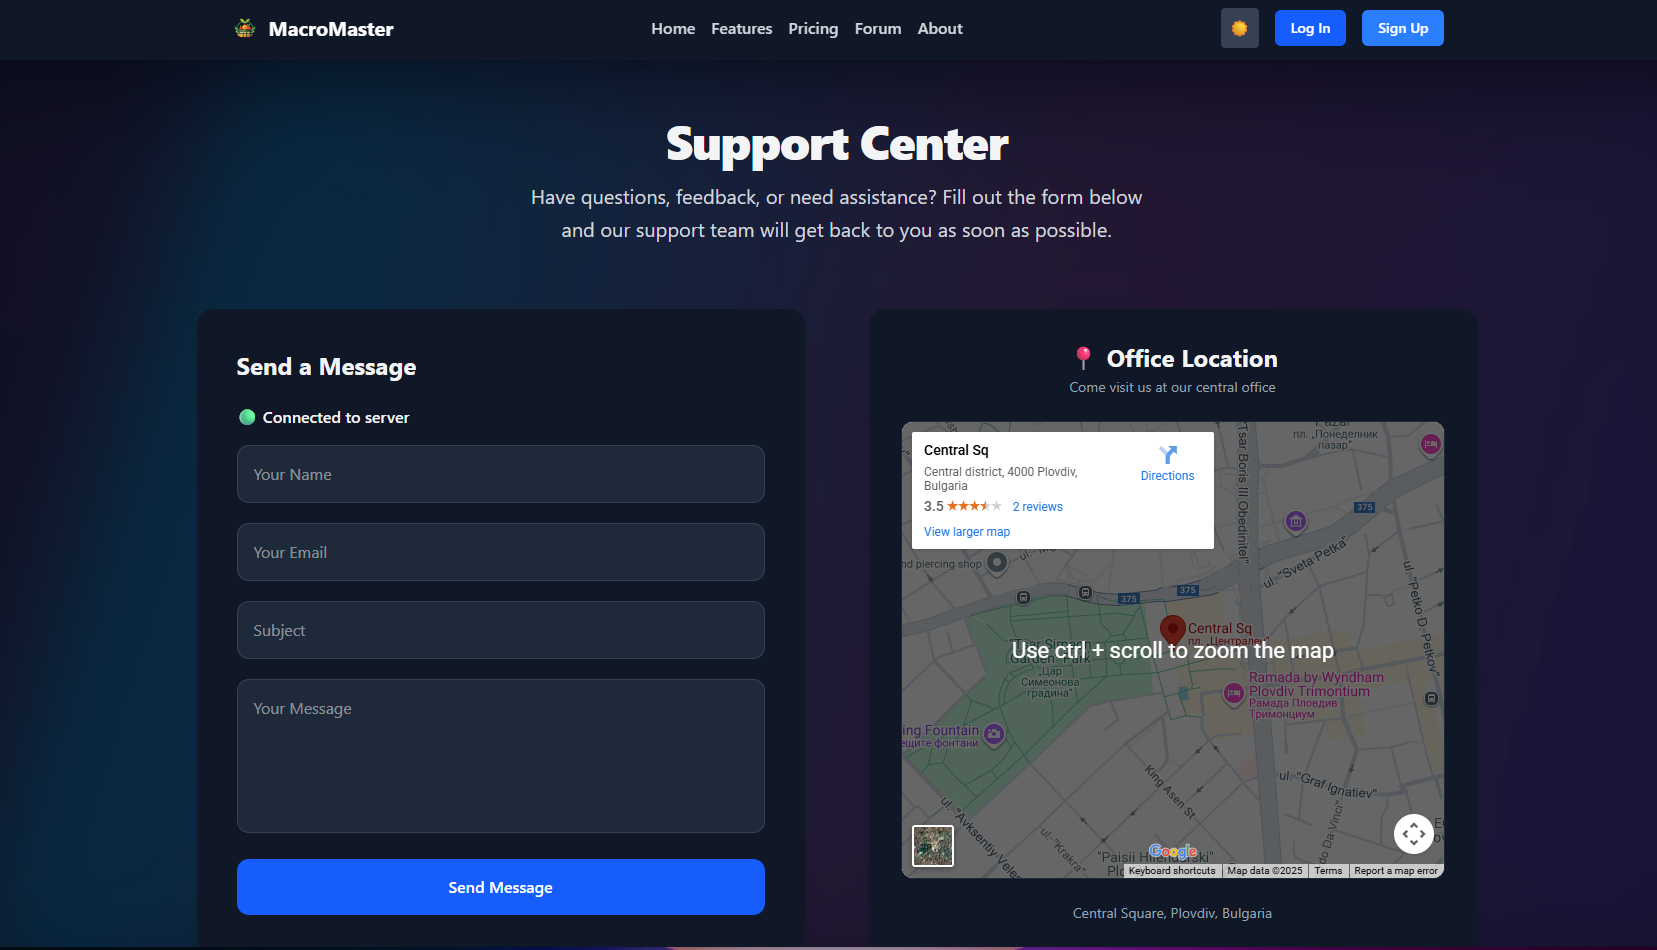 MacroMaster
Home Features Pricing Forum About
Log In
Sign Up
Support Center
Have questions, feedback, or need assistance? Fill out the form below
and our support team will get back to you as soon as possible.
Send a Message
Connected to server
Your Name
Your Email
Subject
Your Message
Send Message
Office Location
Come visit us at our central office
Central Sq
Central district, 4000 Plovdiv,
Bulgaria
3.5
2 reviews
View larger map
Directions
пл. „Понеделник
пазар"
Tsar Boris III Obedinitel"
375
ul. "Sveta Petka"
nd piercing shop
375
375
ul. "Petko D. Petkov"
Central Sq
пл. „Централен"
Use ctrl + scroll to zoom the map
"Tsar Simeon
Garden" Park
„Цар
Симеонова
градина"
Ramada by Wyndham
Plovdiv Trimontium
Рамада Пловдив
Тримонциум
ing Fountain
ещите фонтани
King Asen St
ul. "Graf Ignatiev"
ul. "Avksentiy Veles
ul. "Krakra"
do Da Vinci"
"Paisii Hilendarski"
Google
Keyboard shortcuts
Map data ©2025
Terms
Report a map error
Central Square, Plovdiv, Bulgaria